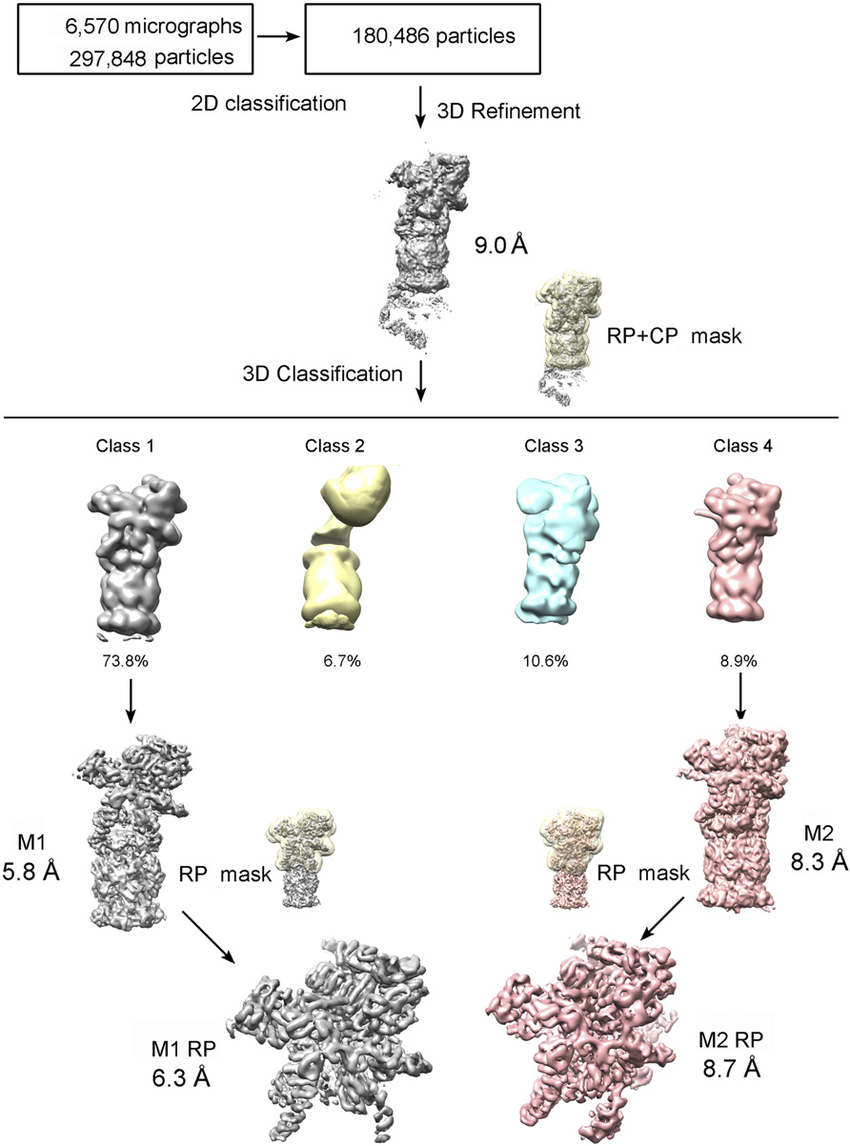 6,570 micrographs
297,848 particles
180,486 particles
2D classification
3D Refinement
9.0 Å
RP+CP mask
3D Classification
Class 1
Class 2
Class 3
Class 4
73.8%
6.7%
10.6%
8.9%
M1
5.8 Å
RP mask
RP mask
M2
8.3 Å
M1 RP
6.3 Å
M2 RP
8.7 Å